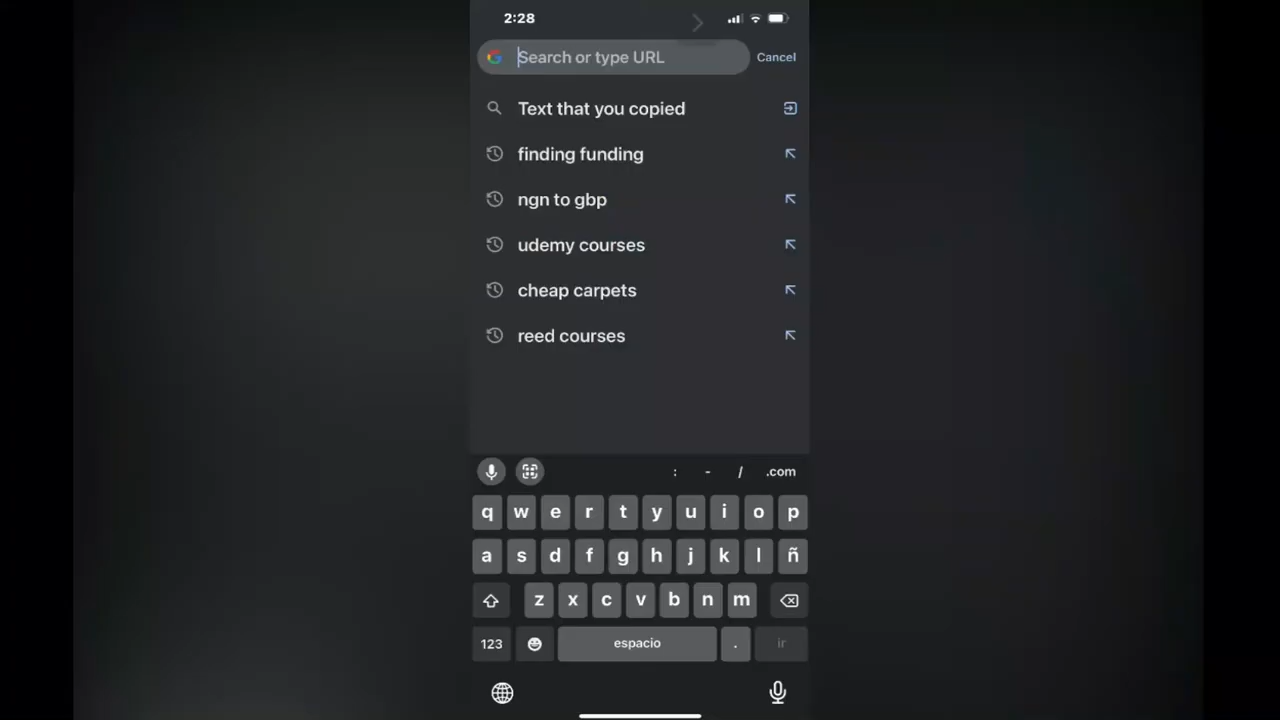 2:28
Search or type URL
Cancel
Text that you copied
finding funding
ngn to gbp
udemy courses
cheap carpets
reed courses
: - / .com
q w e r t y u i o p
a s d f g h j k l ñ
z x c v b n m
123 espacio . ir